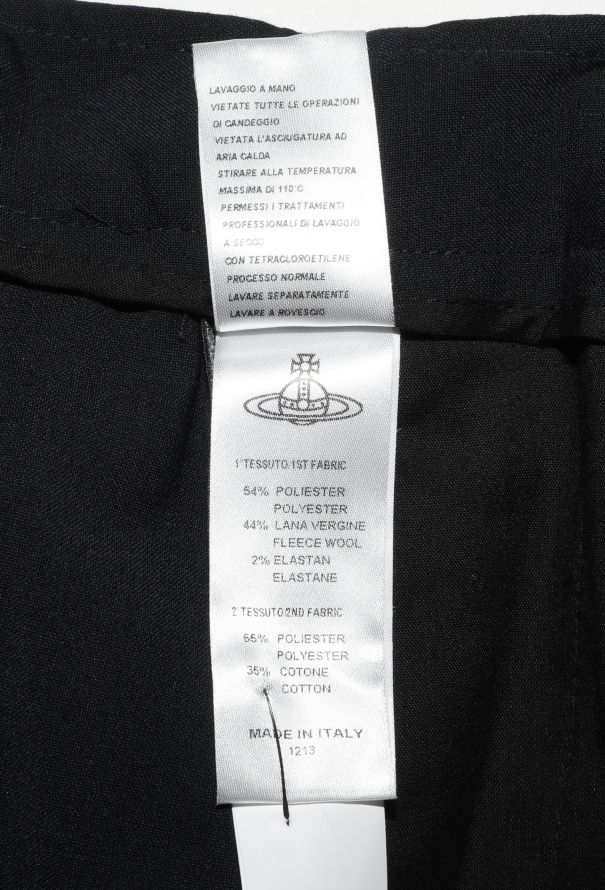 LAVAGGIO A MANO
VIETATE TUTTE LE OPERAZIONI
DI CANDEGGIO
VIETATA L'ASCIUGATURA AD
ARIA CALDA
STIRARE ALLA TEMPERATURA
MASSIMA DI 110°C
PERMESSI I TRATTAMENTI
PROFESSIONALI DI LAVAGGIO
A SECCO
CON TETRACLOROETILENE
PROCESSO NORMALE
LAVARE SEPARATAMENTE
LAVARE A ROVESCIO
1°TESSUTO/1ST FABRIC
54% POLIESTER
POLYESTER
44% LANA VERGINE
FLEECE WOOL
2% ELASTAN
ELASTANE
2°TESSUTO/2ND FABRIC
65% POLIESTER
POLYESTER
35% COTONE
COTTON
MADE IN ITALY
1213